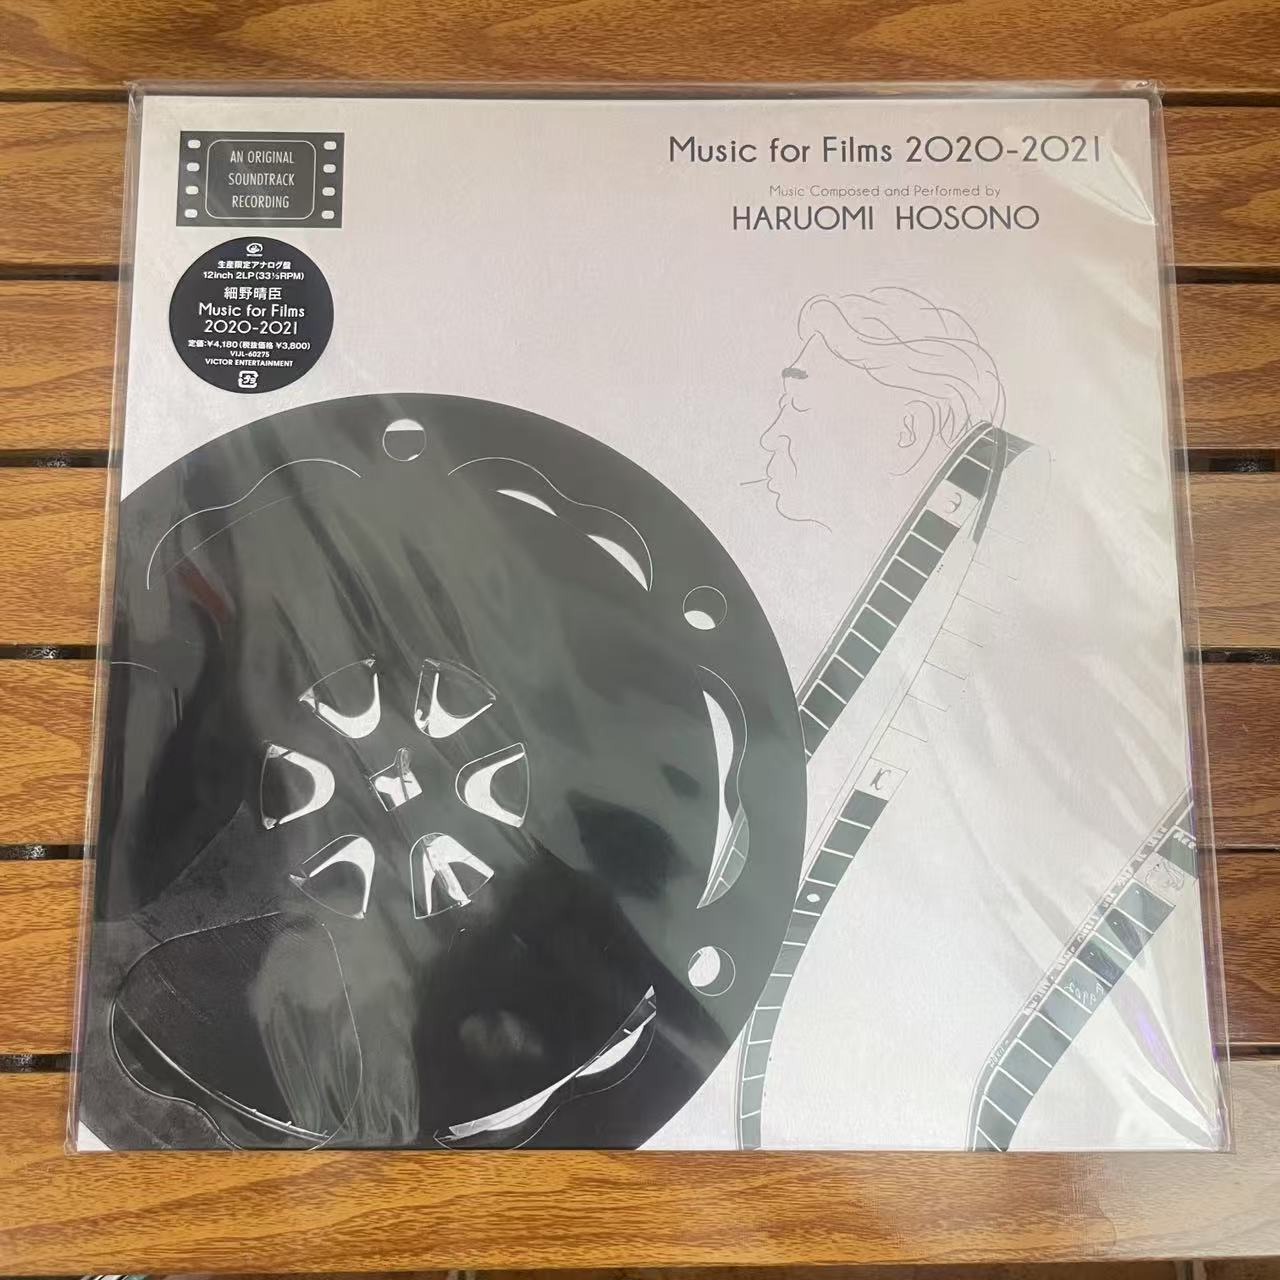 Music for Films 2020-2021
Music Composed and Performed by
HARUOMI HOSONO
AN ORIGINAL
SOUNDTRACK
RECORDING
生産限定アナログ盤
12inch 2LP(33⅓RPM)
細野晴臣
Music for Films
2020-2021
定価:¥4,180(税抜価格 ¥3,800)
VIJL-60275
VICTOR ENTERTAINMENT